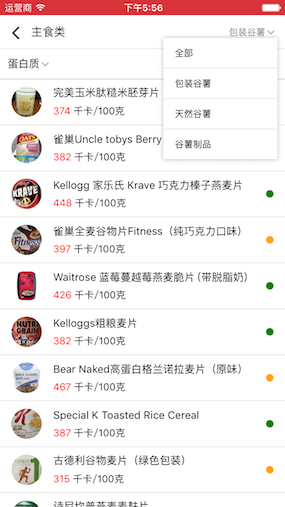 运营商 下午5:56
主食类 包装谷薯
蛋白质
全部
包装谷薯
天然谷薯
谷薯制品
完美玉米肽糙米胚芽片
374 千卡/100克
雀巢Uncle tobys Berry
382 千卡/100克
Kellogg 家乐氏 Krave 巧克力榛子燕麦片
448 千卡/100克
雀巢全麦谷物片Fitness（纯巧克力口味）
397 千卡/100克
Waitrose 蓝莓蔓越莓燕麦脆片(带脱脂奶）
426 千卡/100克
Kelloggs粗粮麦片
382 千卡/100克
Bear Naked高蛋白格兰诺拉麦片（原味）
467 千卡/100克
Special K Toasted Rice Cereal
387 千卡/100克
古德利谷物麦片（绿色包装）
315 千卡/100克
KRAVE
Fitness
NUTRI
GRAIN